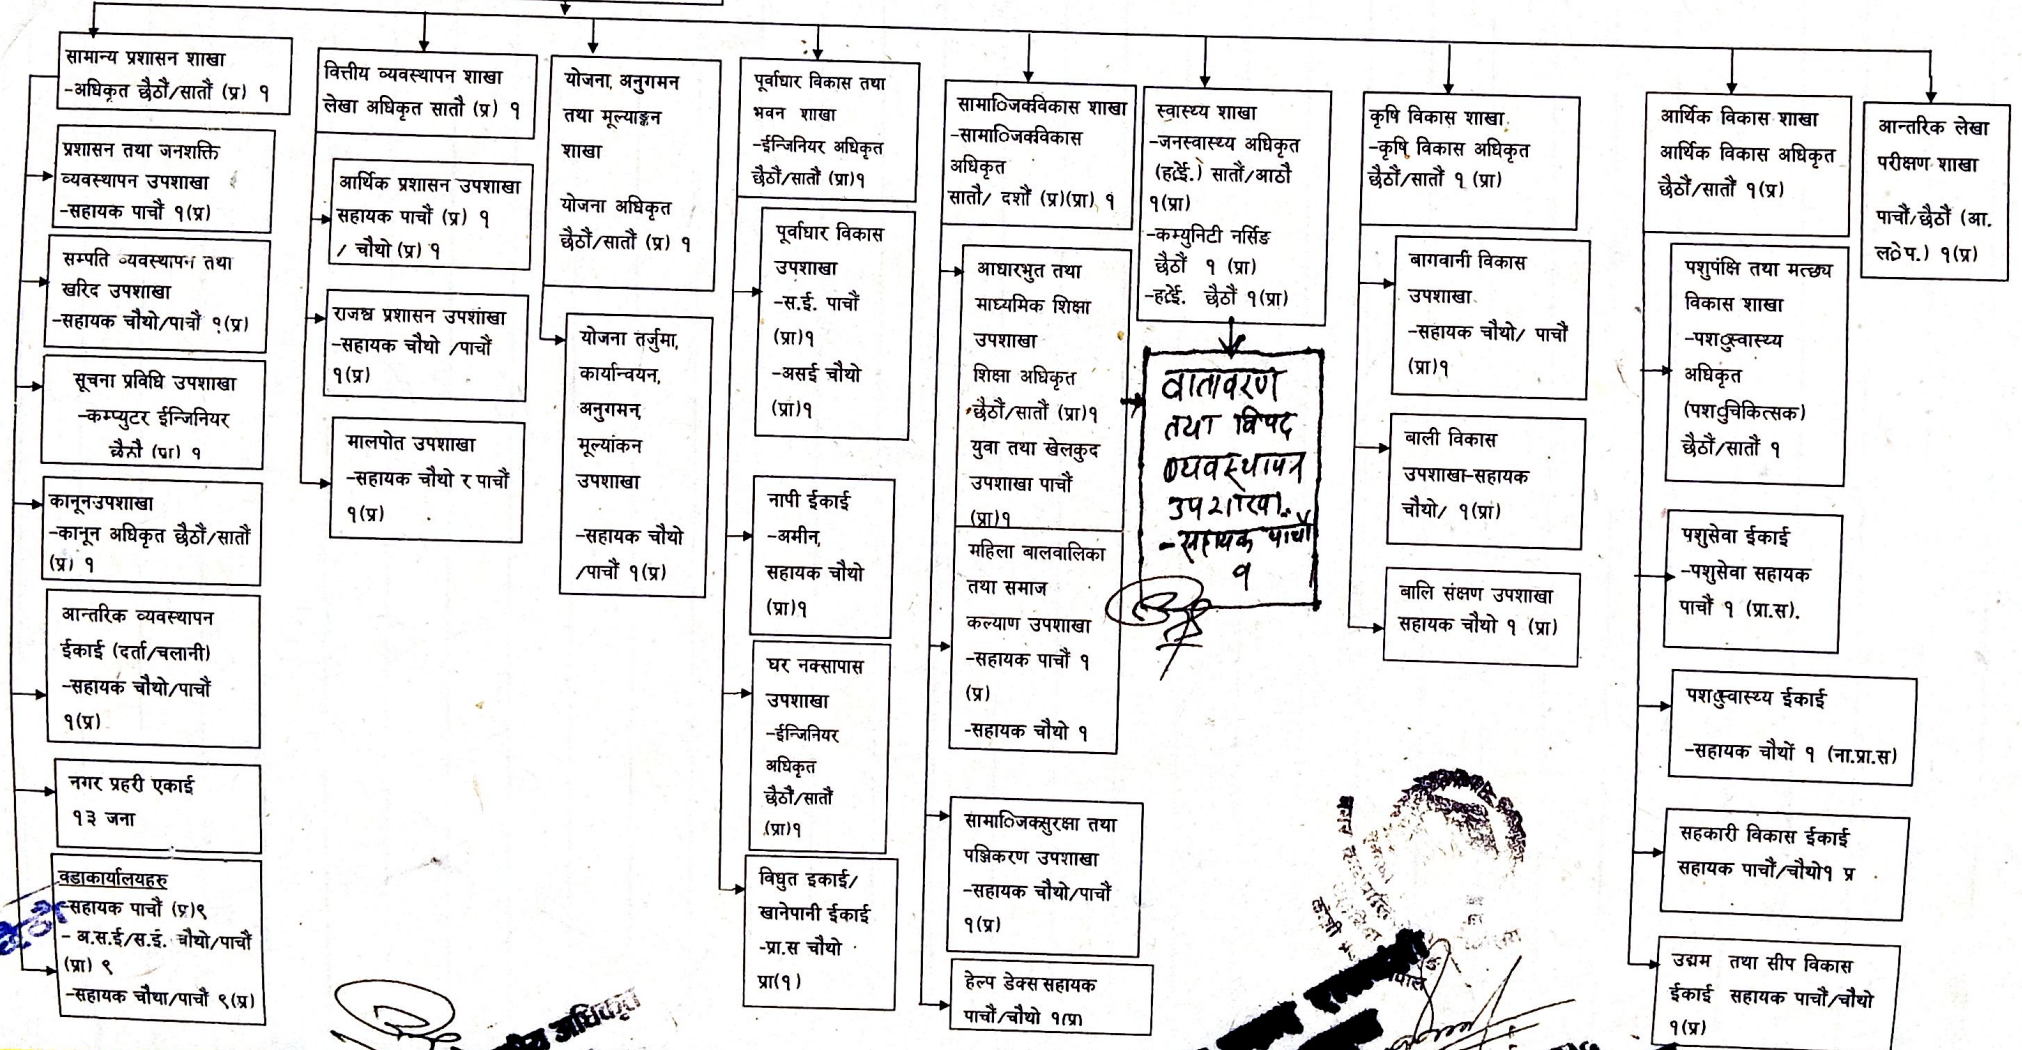 सामान्य प्रशासन शाखा
-अधिकृत छैठौं/सातौं (प्र) १
प्रशासन तथा जनशक्ति
व्यवस्थापन उपशाखा
-सहायक पाचौं १(प्र)
सम्पति व्यवस्थापन तथा
खरिद उपशाखा
-सहायक चौथो/पाचौं १(प्र)
सूचना प्रविधि उपशाखा
-कम्प्युटर ईन्जिनियर
छैठौं (प्रा) १
कानून उपशाखा
-कानून अधिकृत छैठौं/सातौं
(प्र) १
आन्तरिक व्यवस्थापन
ईकाई (दर्ता/चलानी)
-सहायक चौथो/पाचौं
१(प्र)
नगर प्रहरी एकाई
१३ जना
वडाकार्यालयहरु
-सहायक पाचौं (प्र)९
- अ.स.ई/स.ई. चौथो/पाचौं
(प्रा) ९
-सहायक चौथा/पाचौं ९(प्र)
वित्तीय व्यवस्थापन शाखा
लेखा अधिकृत सातौ (प्र) १
आर्थिक प्रशासन उपशाखा
सहायक पाचौं (प्र) १
/ चौथो (प्र) १
राजश्व प्रशासन उपशाखा
-सहायक चौथो /पाचौं
१(प्र)
मालपोत उपशाखा
-सहायक चौथो र पाचौं
१(प्र)
योजना, अनुगमन
तथा मूल्याङ्कन
शाखा
योजना अधिकृत
छैठौं/सातौं (प्र) १
योजना तर्जुमा,
कार्यान्वयन,
अनुगमन,
मूल्यांकन
उपशाखा
-सहायक चौथो
/पाचौं १(प्र)
पूर्वाधार विकास तथा
भवन शाखा
-ईन्जिनियर अधिकृत
छैठौं/सातौं (प्रा)१
पूर्वाधार विकास
उपशाखा
-स.ई. पाचौं
(प्रा)१
-असई चौथो
(प्रा)१
नापी ईकाई
-अमीन,
सहायक चौथो
(प्रा)१
घर नक्सापास
उपशाखा
-ईन्जिनियर
अधिकृत
छैठौं/सातौं
(प्रा)१
विधुत इकाई/
खानेपानी ईकाई
-प्रा.स चौथो
प्रा(१)
सामाजिक विकास शाखा
-सामाजिक विकास
अधिकृत
सातौं/ दशौं (प्र)(प्रा) १
आधारभुत तथा
माध्यमिक शिक्षा
उपशाखा
शिक्षा अधिकृत
छैठौं/सातौं (प्रा)१
युवा तथा खेलकुद
उपशाखा पाचौं
(प्रा)१
महिला बालवालिका
तथा समाज
कल्याण उपशाखा
-सहायक पाचौं १
(प्र)
-सहायक चौथो १
सामाजिक सुरक्षा तथा
पञ्जिकरण उपशाखा
-सहायक चौथो/पाचौं
१(प्र)
हेल्प डेक्स सहायक
पाचौं/चौथो १(प्रा)
स्वास्थ्य शाखा
-जनस्वास्थ्य अधिकृत
(हेई.) सातौं/आठौ
१(प्रा)
-कम्युनिटी नर्सिङ
छैठौं १ (प्रा)
-हेई. छैठौं १(प्रा)
वातावरण
तथा विपद
व्यवस्थापन
उपशाखा.
-सहायक पाचौं
१
कृषि विकास शाखा
-कृषि विकास अधिकृत
छैठौं/सातौं १ (प्रा)
बागवानी विकास
उपशाखा
-सहायक चौथो/ पाचौं
(प्रा)१
बाली विकास
उपशाखा-सहायक
चौथो/ १(प्रा)
बालि संक्षण उपशाखा
सहायक चौथो १ (प्रा)
आर्थिक विकास शाखा
आर्थिक विकास अधिकृत
छैठौं/सातौं १(प्र)
पशुपंक्षि तथा मत्छ्य
विकास शाखा
-पशु स्वास्थ्य
अधिकृत
(पशु चिकित्सक)
छैठौं/सातौं १
पशुसेवा ईकाई
-पशुसेवा सहायक
पाचौं १ (प्रा.स).
पशु स्वास्थ्य ईकाई
-सहायक चौथों १ (ना.प्रा.स)
सहकारी विकास ईकाई
सहायक पाचौं/चौथो१ प्र
उद्यम तथा सीप विकास
ईकाई सहायक पाचौं/चौथो
१(प्र)
आन्तरिक लेखा
परीक्षण शाखा
पाचौं/छैठौं (आ.
ले.प.) १(प्र)
अधिकृत